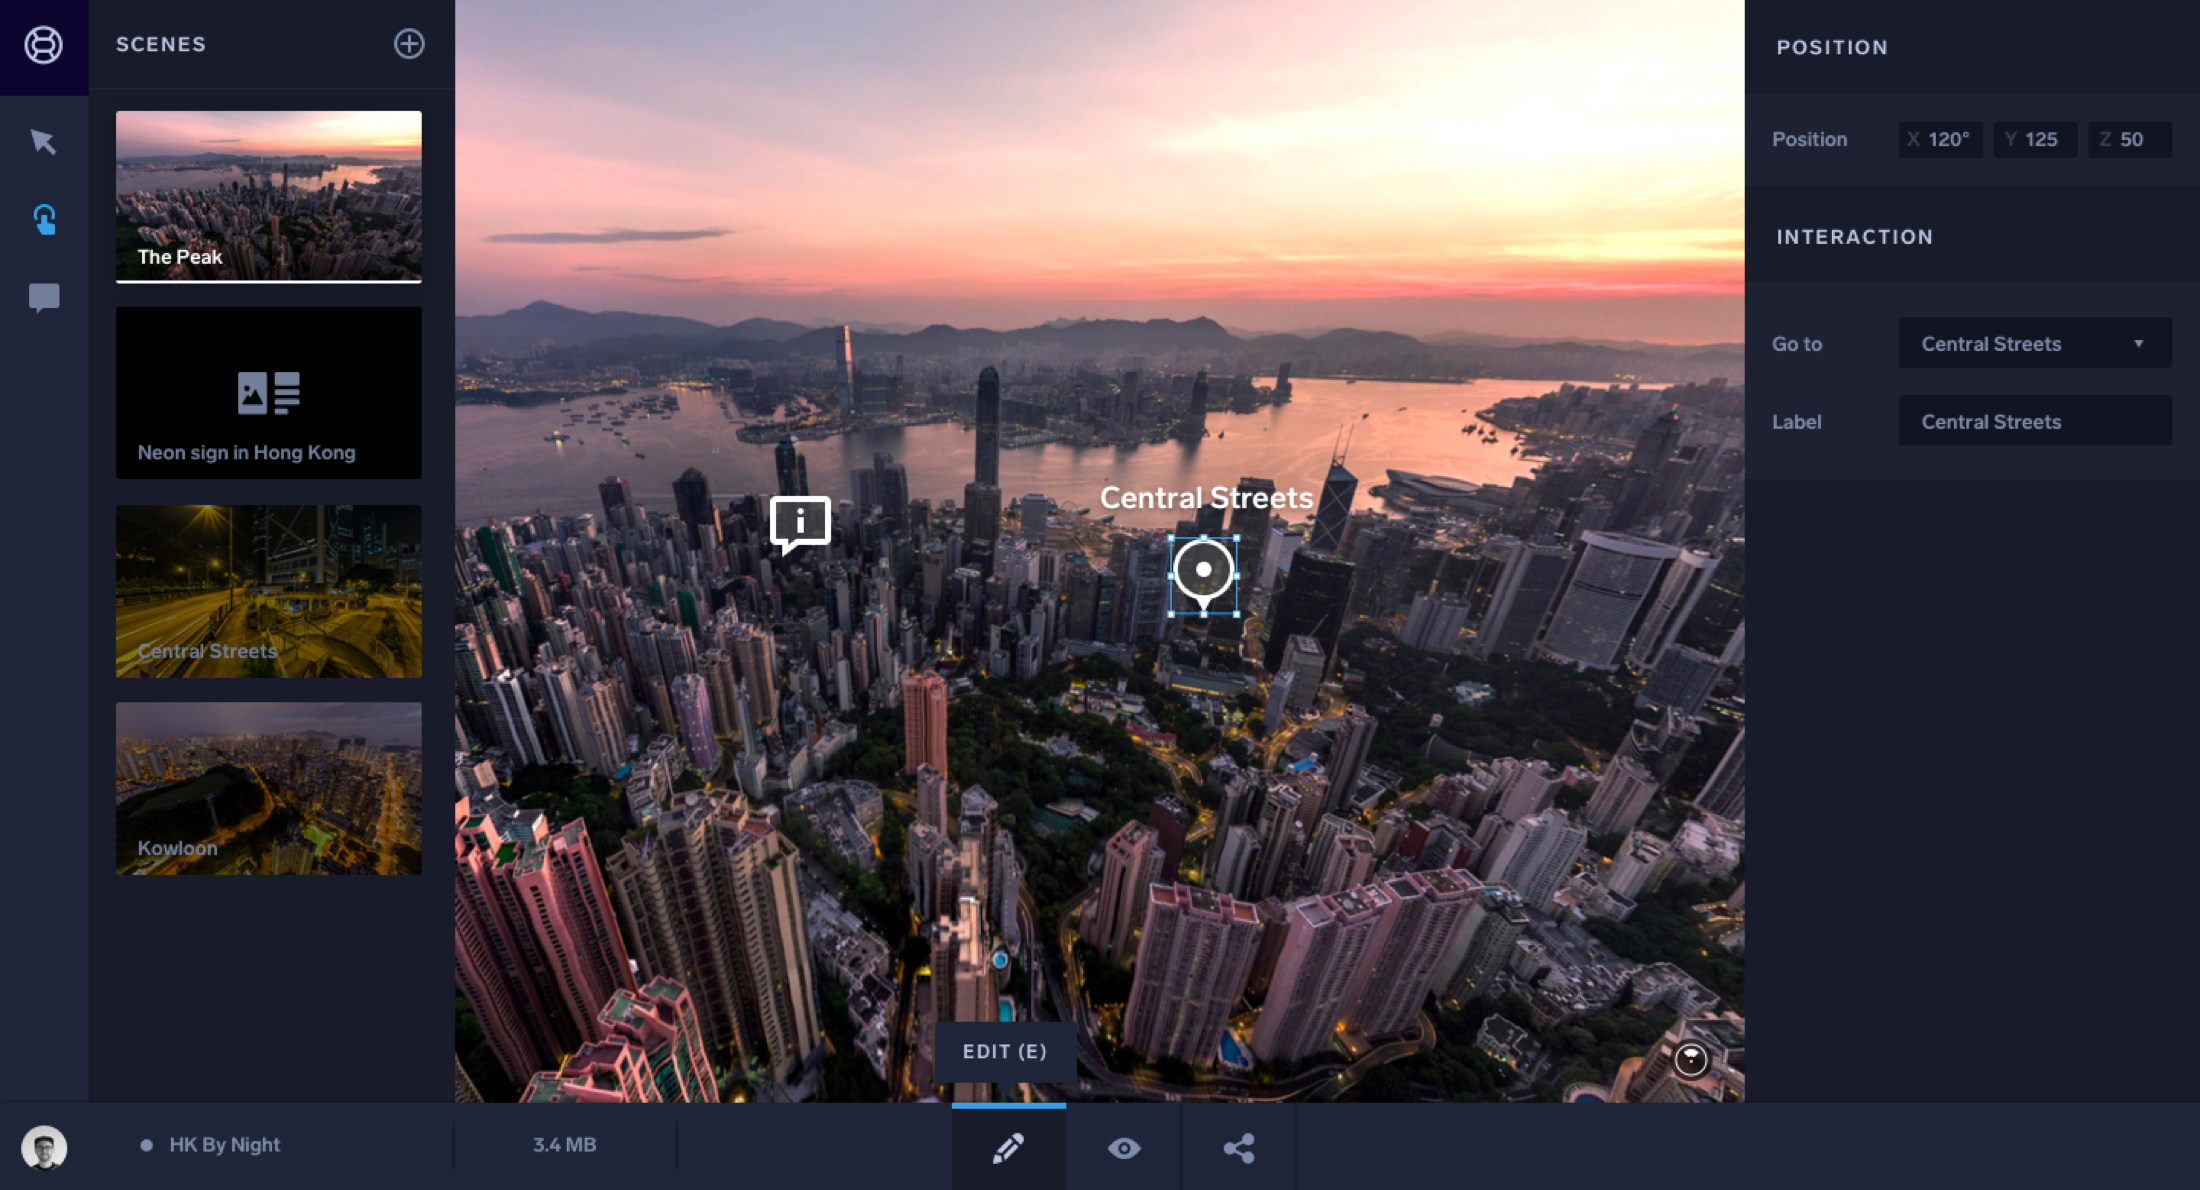 SCENES
The Peak
Neon sign in Hong Kong
Central Streets
Kowloon
i
Central Streets
EDIT (E)
POSITION
Position X 120° Y 125 Z 50
INTERACTION
Go to Central Streets
Label Central Streets
HK By Night
3.4 MB